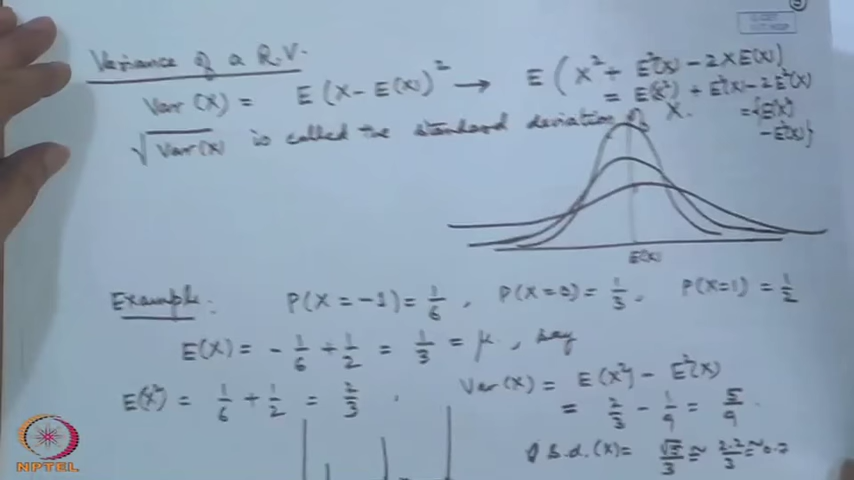 Variance of a R.V.
Var(X) = E(X-E(X))² → E(X² + E²(X) - 2XE(X))
= E(X²) + E²(X) - 2E²(X)
= {E(X²)
- E²(X)}
√Var(X) is called the standard deviation of X.
E(X)
Example: P(X=-1) = 1/6, P(X=0) = 1/3, P(X=1) = 1/2
E(X) = -1/6 + 1/2 = 1/3 = μ, say
E(X²) = 1/6 + 1/2 = 2/3.
Var(X) = E(X²) - E²(X)
= 2/3 - 1/9 = 5/9.
s.d.(X) = √5/3 ≈ 2.2/3 ≈ 0.7
NPTEL